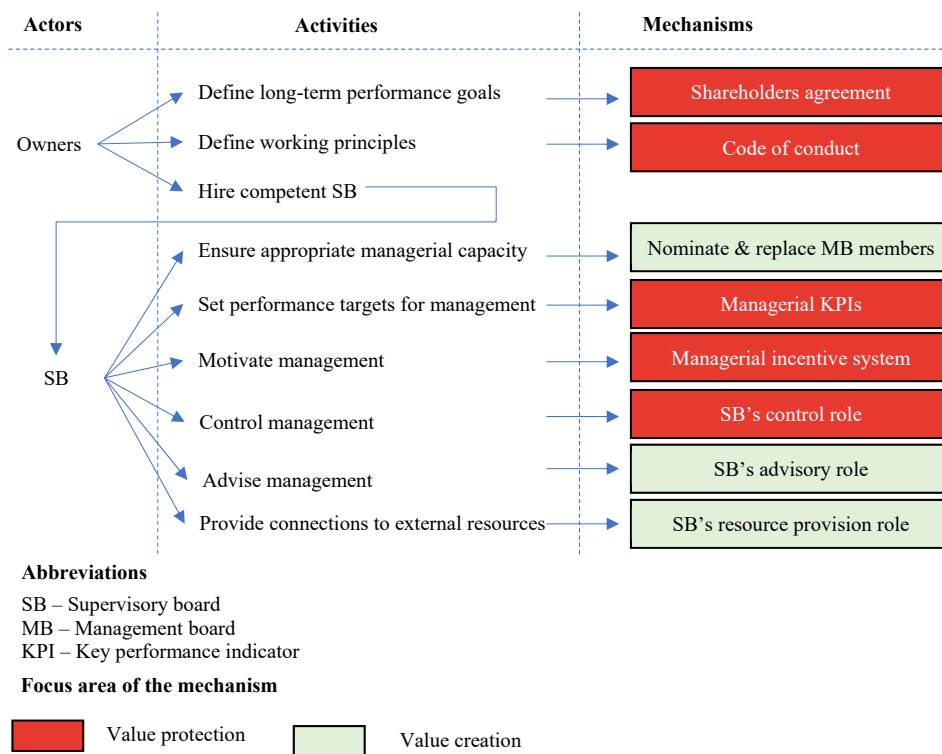 Actors Activities Mechanisms
Define long-term performance goals Shareholders agreement
Owners Define working principles Code of conduct
Hire competent SB
Ensure appropriate managerial capacity Nominate & replace MB members
Set performance targets for management Managerial KPIs
Motivate management Managerial incentive system
SB
Control management SB's control role
Advise management SB's advisory role
Provide connections to external resources SB's resource provision role
Abbreviations
SB – Supervisory board
MB – Management board
KPI – Key performance indicator
Focus area of the mechanism
Value protection Value creation